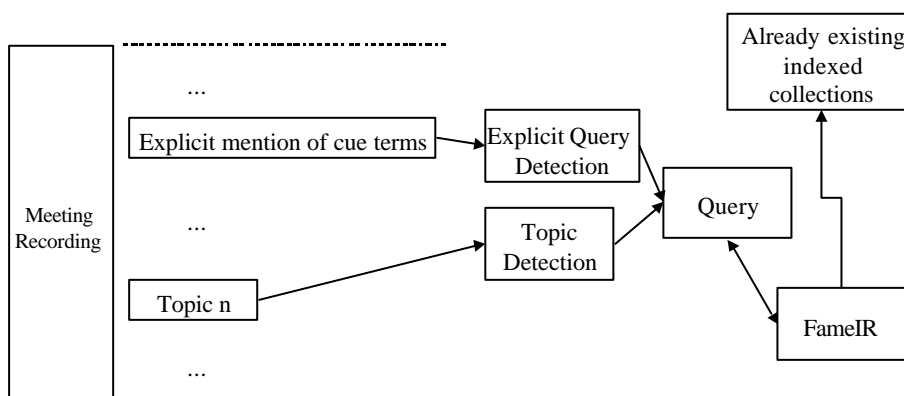 Already existing
indexed
collections
...
Explicit mention of cue terms
Explicit Query
Detection
Query
Meeting
Recording
...
Topic
Detection
Topic n
FameIR
...